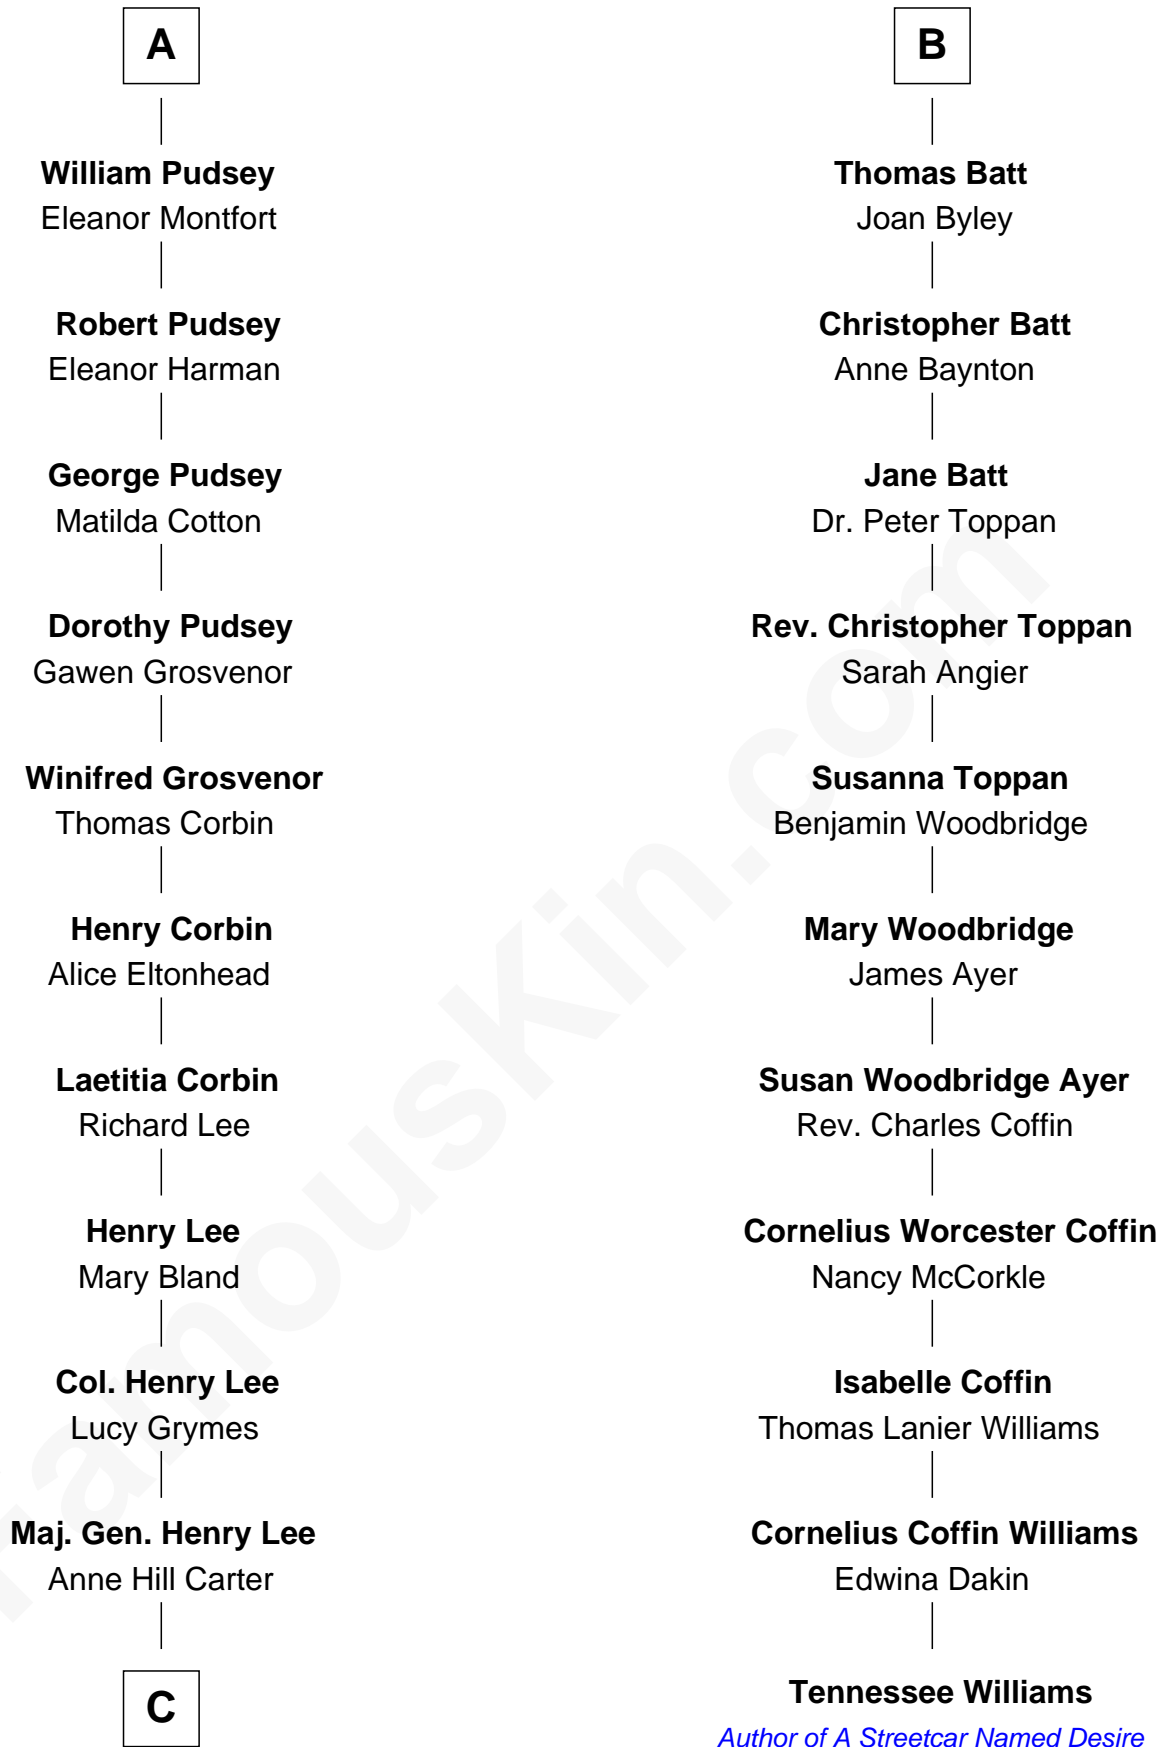 A
William Pudsey
Eleanor Montfort
Robert Pudsey
Eleanor Harman
George Pudsey
Matilda Cotton
Dorothy Pudsey
Gawen Grosvenor
Winifred Grosvenor
Thomas Corbin
Henry Corbin
Alice Eltonhead
Laetitia Corbin
Richard Lee
Henry Lee
Mary Bland
Col. Henry Lee
Lucy Grymes
Maj. Gen. Henry Lee
Anne Hill Carter
C
B
Thomas Batt
Joan Byley
Christopher Batt
Anne Baynton
Jane Batt
Dr. Peter Toppan
Rev. Christopher Toppan
Sarah Angier
Susanna Toppan
Benjamin Woodbridge
Mary Woodbridge
James Ayer
Susan Woodbridge Ayer
Rev. Charles Coffin
Cornelius Worcester Coffin
Nancy McCorkle
Isabelle Coffin
Thomas Lanier Williams
Cornelius Coffin Williams
Edwina Dakin
Tennessee Williams
Author of A Streetcar Named Desire
FamousKin.com